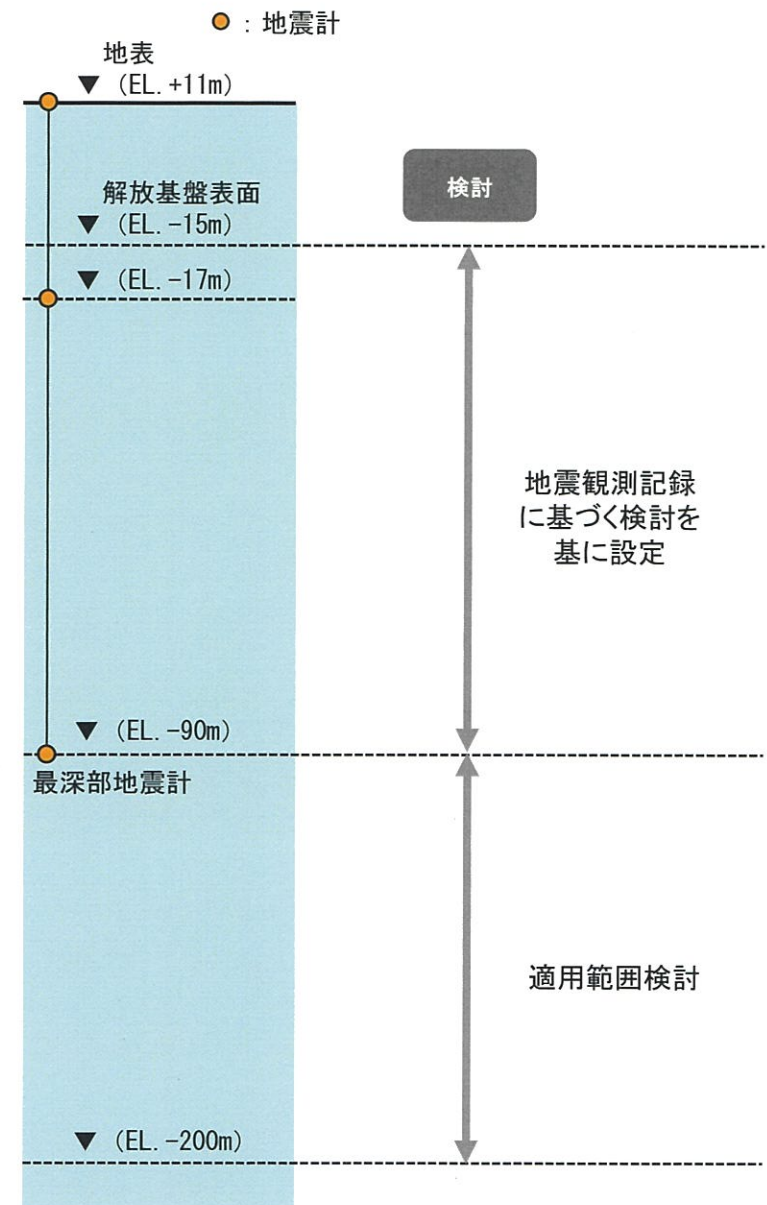 ：地震計
地表
▼（EL.+11m）
解放基盤表面
▼（EL.-15m）
▼（EL.-17m）
検討
地震観測記録
に基づく検討を
基に設定
▼（EL.-90m）
最深部地震計
適用範囲検討
▼（EL.-200m）